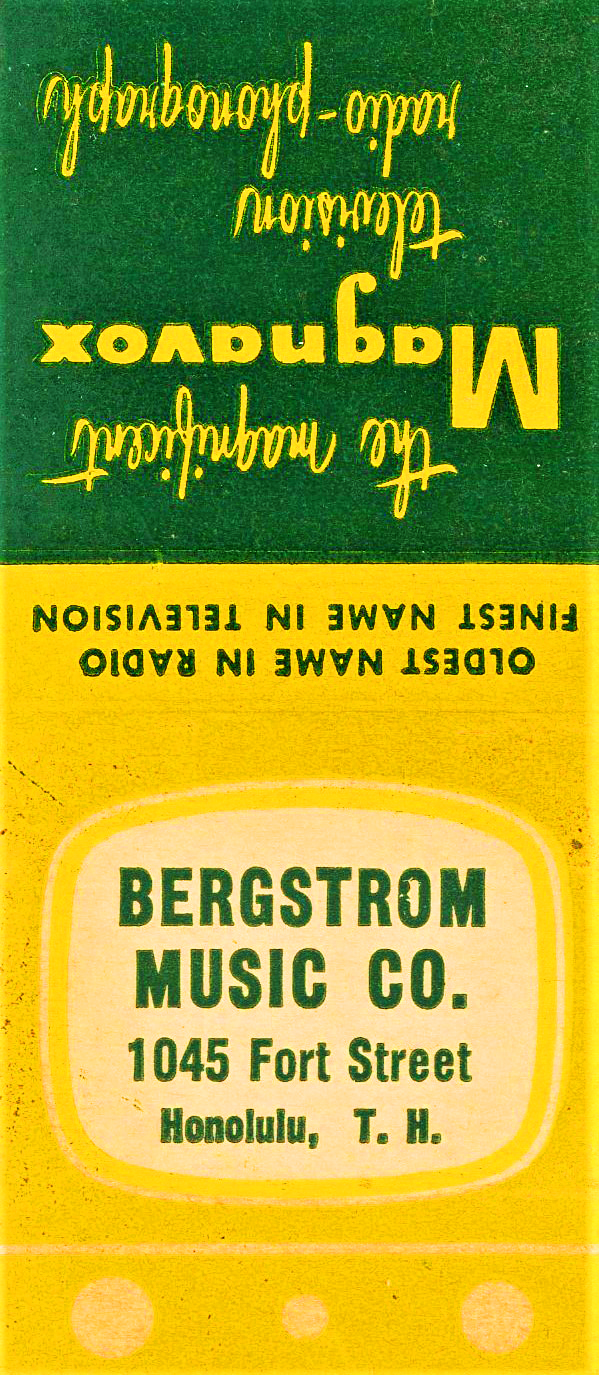 the magnificent
Magnavox
television
radio-phonograph
OLDEST NAME IN RADIO
FINEST NAME IN TELEVISION
BERGSTROM
MUSIC CO.
1045 Fort Street
Honolulu, T. H.